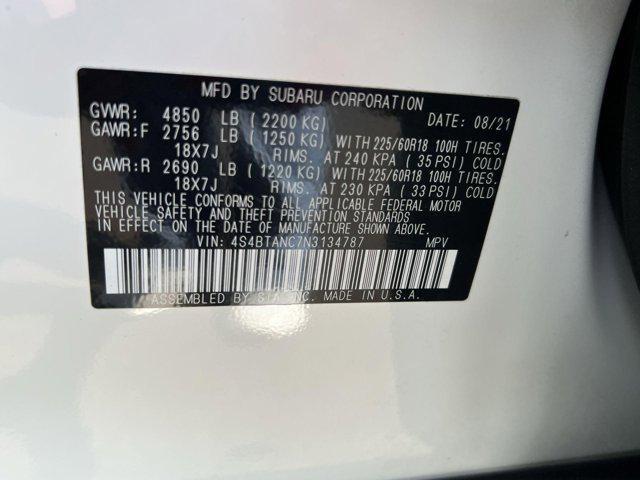 MFD BY SUBARU CORPORATION
GVWR: 4850 LB (2200 KG) DATE: 08/21
GAWR:F 2756 LB (1250 KG) WITH 225/60R18 100H TIRES.
18X7J RIMS. AT 240 KPA (35 PSI) COLD
GAWR:R 2690 LB (1220 KG) WITH 225/60R18 100H TIRES.
18X7J RIMS. AT 230 KPA (33 PSI) COLD
THIS VEHICLE CONFORMS TO ALL APPLICABLE FEDERAL MOTOR
VEHICLE SAFETY AND THEFT PREVENTION STANDARDS
IN EFFECT ON THE DATE OF MANUFACTURE SHOWN ABOVE.
VIN: 4S4BTANC7N3134787 MPV
ASSEMBLED BY SIA, INC. MADE IN U.S.A.